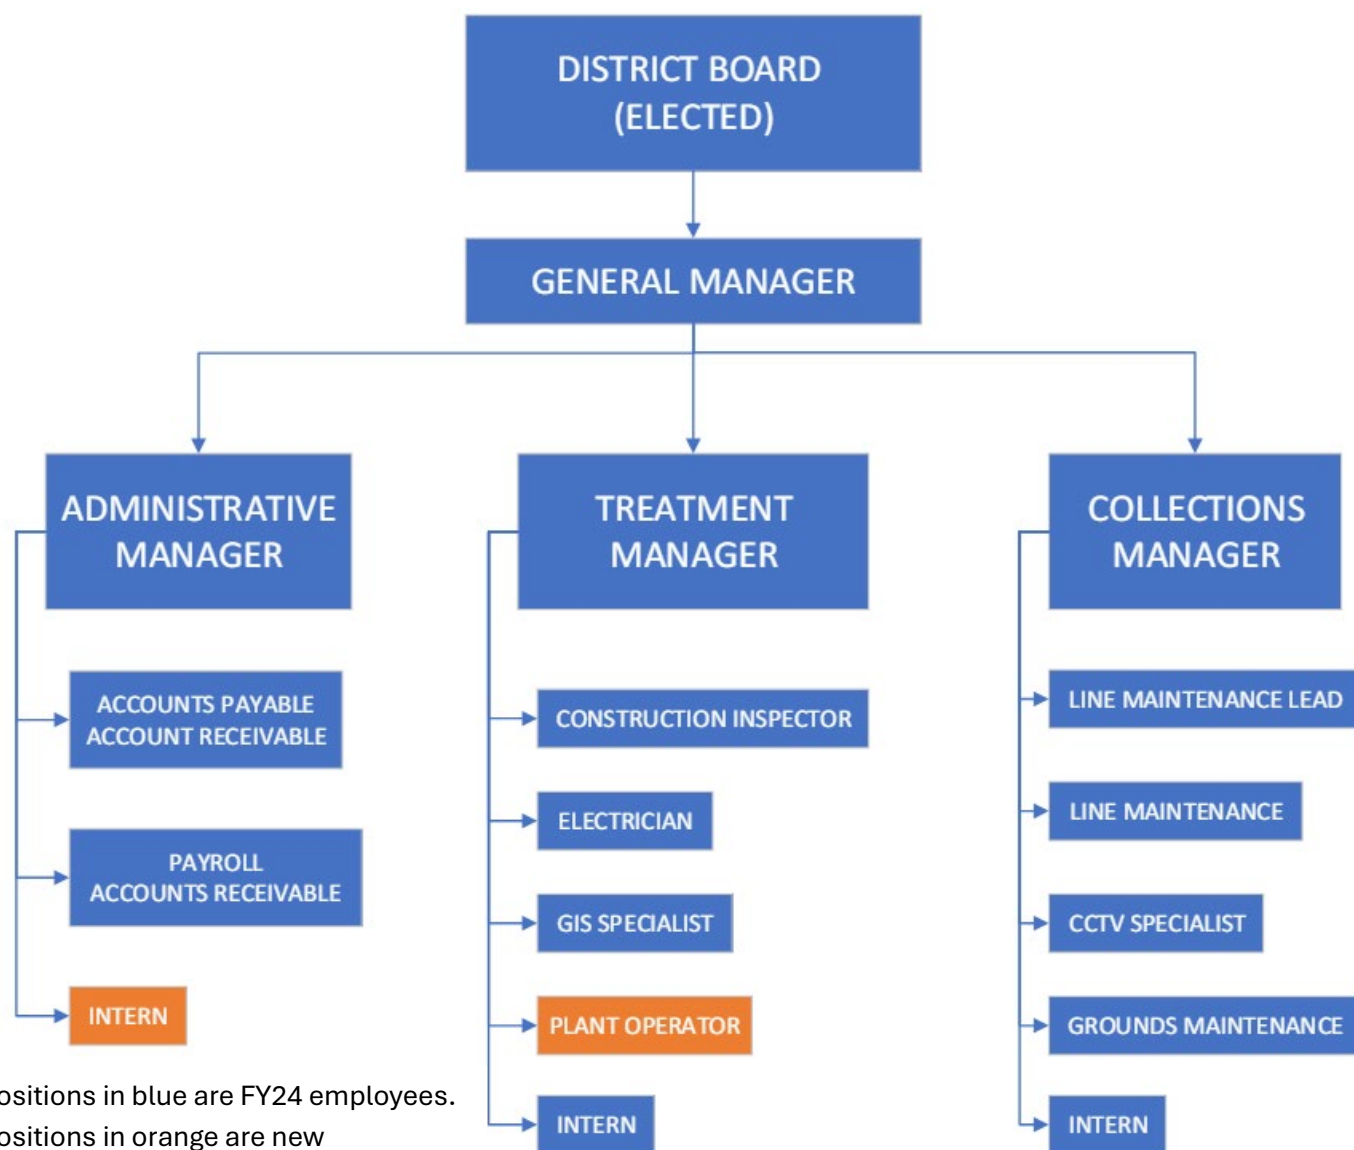 DISTRICT BOARD
(ELECTED)
GENERAL MANAGER
ADMINISTRATIVE
MANAGER
ACCOUNTS PAYABLE
ACCOUNT RECEIVABLE
PAYROLL
ACCOUNTS RECEIVABLE
INTERN
TREATMENT
MANAGER
CONSTRUCTION INSPECTOR
ELECTRICIAN
GIS SPECIALIST
PLANT OPERATOR
INTERN
COLLECTIONS
MANAGER
LINE MAINTENANCE LEAD
LINE MAINTENANCE
CCTV SPECIALIST
GROUNDS MAINTENANCE
INTERN
ositions in blue are FY24 employees.
ositions in orange are new